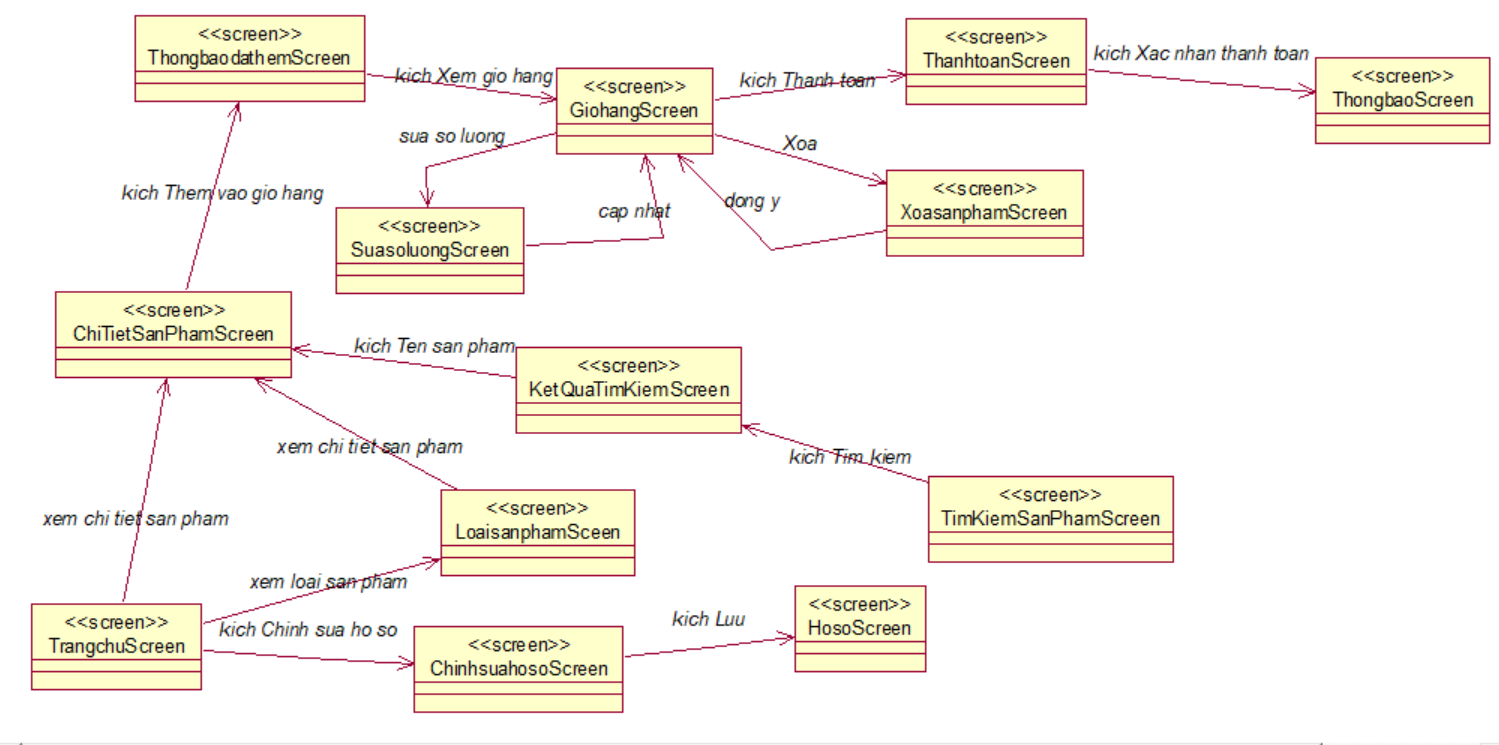 <<screen>>
ThongbaodathemScreen
kich Xem gio hang
<<screen>>
GiohangScreen
kich Thanh toan
<<screen>>
ThanhtoanScreen
kich Xac nhan thanh toan
<<screen>>
ThongbaoScreen
sua so luong
Xoa
kich Them vao gio hang
<<screen>>
SuasoluongScreen
cap nhat
dong y
<<screen>>
XoasanphamScreen
<<screen>>
ChiTietSanPhamScreen
kich Ten san pham
<<screen>>
KetQuaTimKiemScreen
xem chi tiet san pham
kich Tim kiem
<<screen>>
TimKiemSanPhamScreen
xem chi tiet san pham
<<screen>>
LoaisanphamSceen
xem loai san pham
<<screen>>
TrangchuScreen
kich Chinh sua ho so
<<screen>>
ChinhsuahosoScreen
kich Luu
<<screen>>
HosoScreen